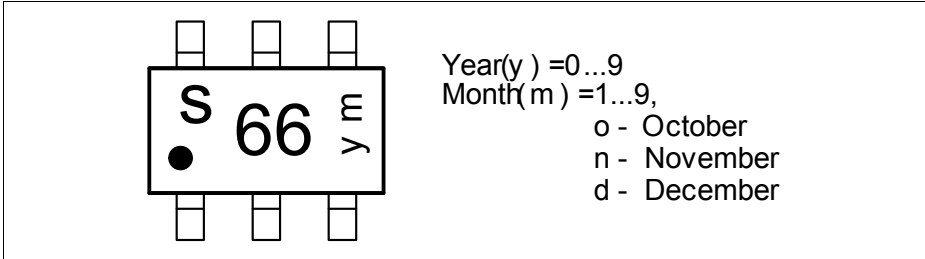 s
66
y m
Year(y ) =0...9
Month( m ) =1...9,
o - October
n - November
d - December